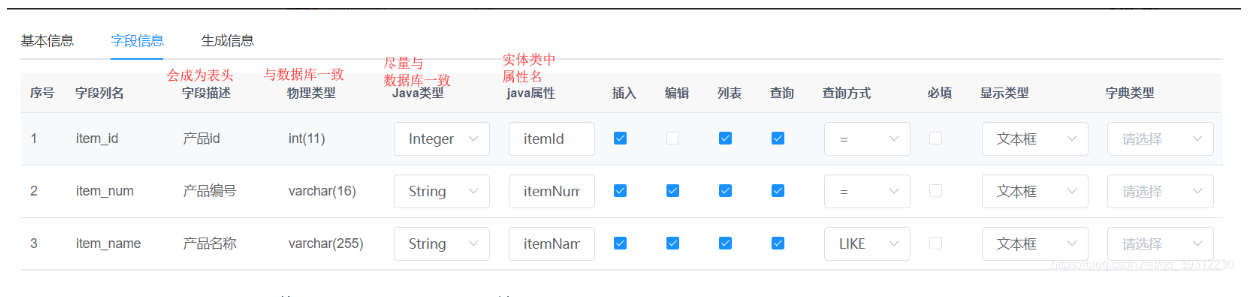 基本信息 字段信息 生成信息
会成为表头 与数据库一致 尽量与
数据库一致 实体类中
属性名
序号 字段列名 字段描述 物理类型 Java类型 java属性 插入 编辑 列表 查询 查询方式 必填 显示类型 字典类型
1 item_id 产品id int(11) Integer itemId = 文本框 请选择
2 item_num 产品编号 varchar(16) String itemNum = 文本框 请选择
3 item_name 产品名称 varchar(255) String itemNam LIKE 文本框 请选择
https://blog.csdn.net/qq_39312230